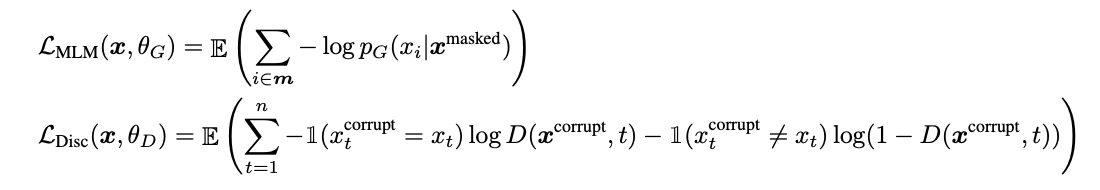 $\mathcal{L}_{\text{MLM}}(\boldsymbol{x}, \theta_G) = \mathbb{E}\left(\sum_{i \in \boldsymbol{m}} -\log p_G(x_i|\boldsymbol{x}^{\text{masked}})\right)$
$\mathcal{L}_{\text{Disc}}(\boldsymbol{x}, \theta_D) = \mathbb{E}\left(\sum_{t=1}^{n} -\mathbb{1}(x_t^{\text{corrupt}} = x_t) \log D(\boldsymbol{x}^{\text{corrupt}}, t) - \mathbb{1}(x_t^{\text{corrupt}} \neq x_t) \log(1 - D(\boldsymbol{x}^{\text{corrupt}}, t))\right)$